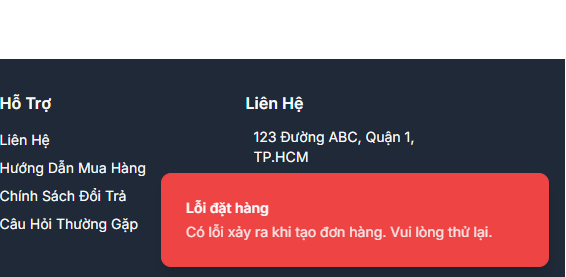 Hỗ Trợ
Liên Hệ
Hướng Dẫn Mua Hàng
Chính Sách Đổi Trả
Câu Hỏi Thường Gặp
Liên Hệ
123 Đường ABC, Quận 1,
TP.HCM
Lỗi đặt hàng
Có lỗi xảy ra khi tạo đơn hàng. Vui lòng thử lại.